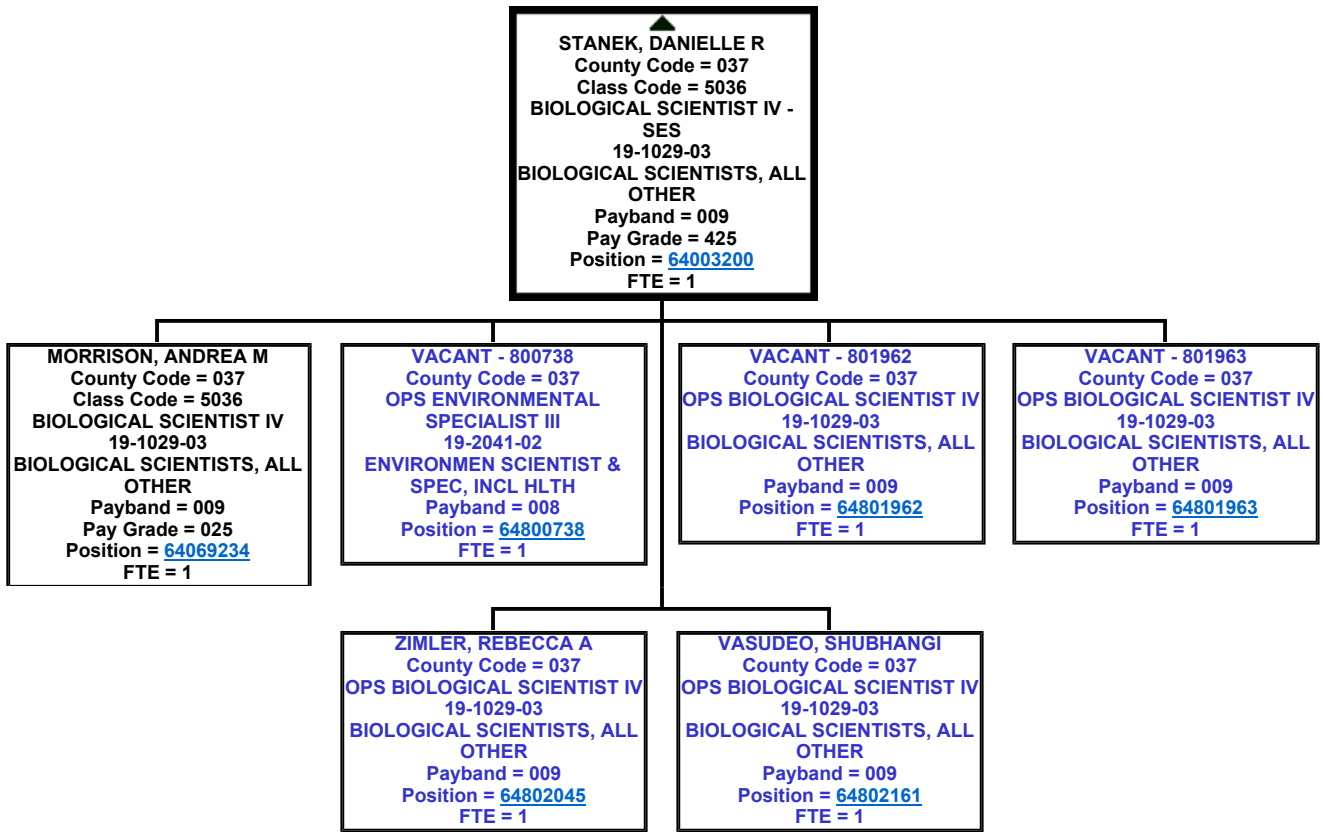 STANEK, DANIELLE R
County Code = 037
Class Code = 5036
BIOLOGICAL SCIENTIST IV -
SES
19-1029-03
BIOLOGICAL SCIENTISTS, ALL
OTHER
Payband = 009
Pay Grade = 425
Position = 64003200
FTE = 1
MORRISON, ANDREA M
County Code = 037
Class Code = 5036
BIOLOGICAL SCIENTIST IV
19-1029-03
BIOLOGICAL SCIENTISTS, ALL
OTHER
Payband = 009
Pay Grade = 025
Position = 64069234
FTE = 1
VACANT - 800738
County Code = 037
OPS ENVIRONMENTAL
SPECIALIST III
19-2041-02
ENVIRONMEN SCIENTIST &
SPEC, INCL HLTH
Payband = 008
Position = 64800738
FTE = 1
VACANT - 801962
County Code = 037
OPS BIOLOGICAL SCIENTIST IV
19-1029-03
BIOLOGICAL SCIENTISTS, ALL
OTHER
Payband = 009
Position = 64801962
FTE = 1
VACANT - 801963
County Code = 037
OPS BIOLOGICAL SCIENTIST IV
19-1029-03
BIOLOGICAL SCIENTISTS, ALL
OTHER
Payband = 009
Position = 64801963
FTE = 1
ZIMLER, REBECCA A
County Code = 037
OPS BIOLOGICAL SCIENTIST IV
19-1029-03
BIOLOGICAL SCIENTISTS, ALL
OTHER
Payband = 009
Position = 64802045
FTE = 1
VASUDEO, SHUBHANGI
County Code = 037
OPS BIOLOGICAL SCIENTIST IV
19-1029-03
BIOLOGICAL SCIENTISTS, ALL
OTHER
Payband = 009
Position = 64802161
FTE = 1